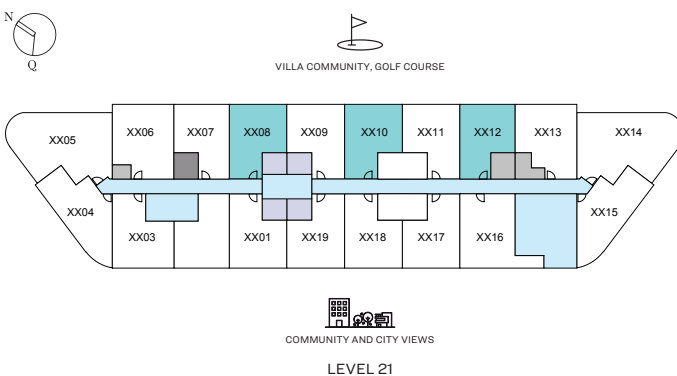 N
Q
VILLA COMMUNITY, GOLF COURSE
XX05
XX06
XX07
XX08
XX09
XX10
XX11
XX12
XX13
XX14
XX04
XX03
XX01
XX19
XX18
XX17
XX16
XX15
COMMUNITY AND CITY VIEWS
LEVEL 21